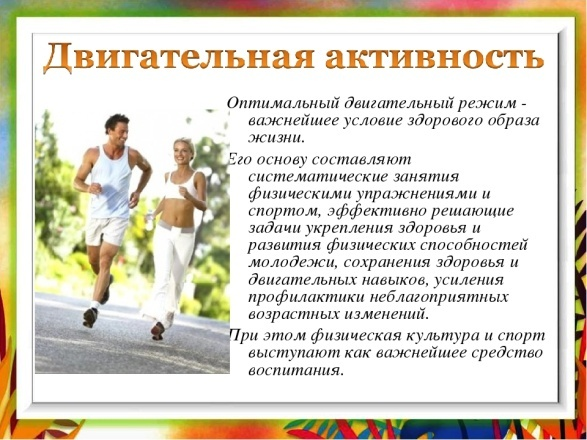 Двигательная активность
Оптимальный двигательный режим -
важнейшее условие здорового образа
жизни.
Его основу составляют
систематические занятия
физическими упражнениями и
спортом, эффективно решающие
задачи укрепления здоровья и
развития физических способностей
молодежи, сохранения здоровья и
двигательных навыков, усиления
профилактики неблагоприятных
возрастных изменений.
При этом физическая культура и спорт
выступают как важнейшее средство
воспитания.